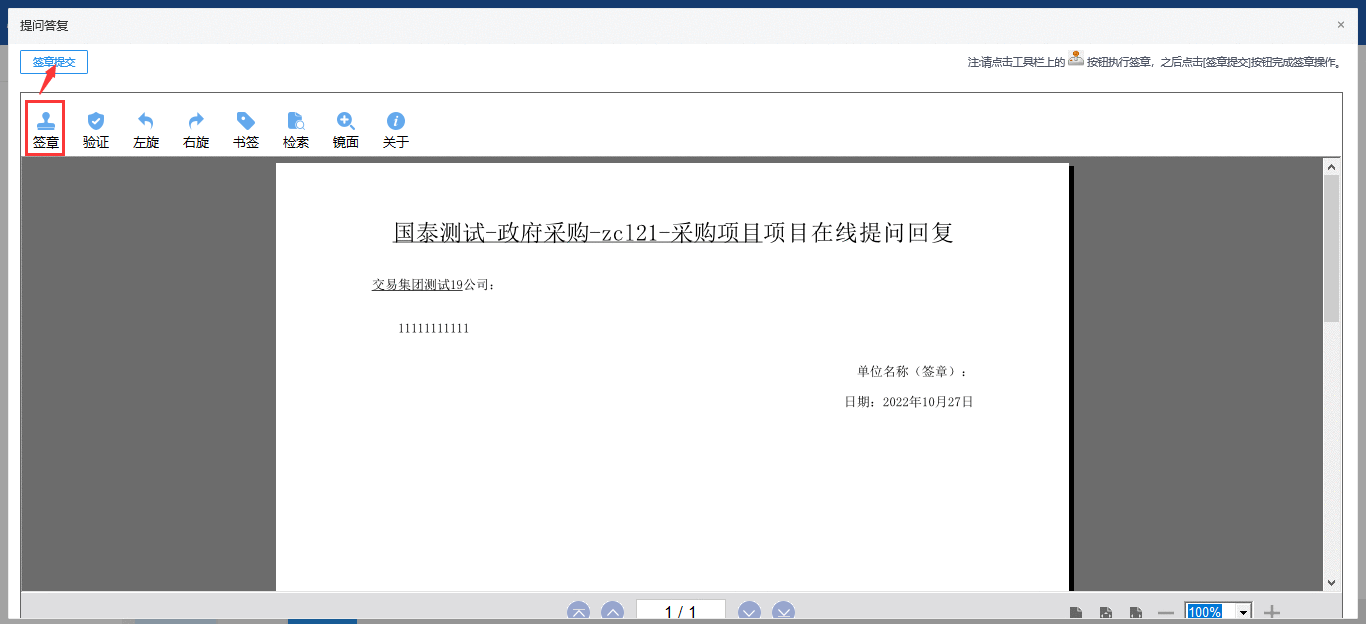 提问答复
×
签章提交
注:请点击工具栏上的 按钮执行签章，之后点击[签章提交]按钮完成签章操作。
签章 验证 左旋 右旋 书签 检索 镜面 关于
国泰测试-政府采购-zcl21-采购项目项目在线提问回复
交易集团测试19公司：
11111111111
单位名称（签章）：
日期：2022年10月27日
1 / 1
100%